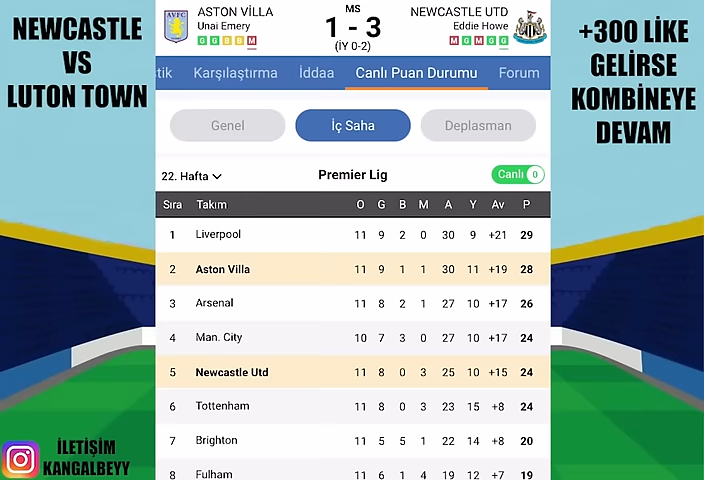 NEWCASTLE
VS
LUTON TOWN
ASTON VİLLA
Unai Emery
G G B B M
MS
1 - 3
(İY 0-2)
NEWCASTLE UTD
Eddie Howe
M G M G G
AVFC
+300 LİKE
GELİRSE
KOMBİNEYE
DEVAM
tik Karşılaştırma İddaa Canlı Puan Durumu Forum
Genel İç Saha Deplasman
22. Hafta Premier Lig Canlı 0
Sıra Takım O G B M A Y Av P
1 Liverpool 11 9 2 0 30 9 +21 29
2 Aston Villa 11 9 1 1 30 11 +19 28
3 Arsenal 11 8 2 1 27 10 +17 26
4 Man. City 10 7 3 0 27 10 +17 24
5 Newcastle Utd 11 8 0 3 25 10 +15 24
6 Tottenham 11 8 0 3 23 15 +8 24
7 Brighton 11 5 5 1 22 14 +8 20
8 Fulham 11 6 1 4 19 12 +7 19
İLETİŞİM
KANGALBEYY